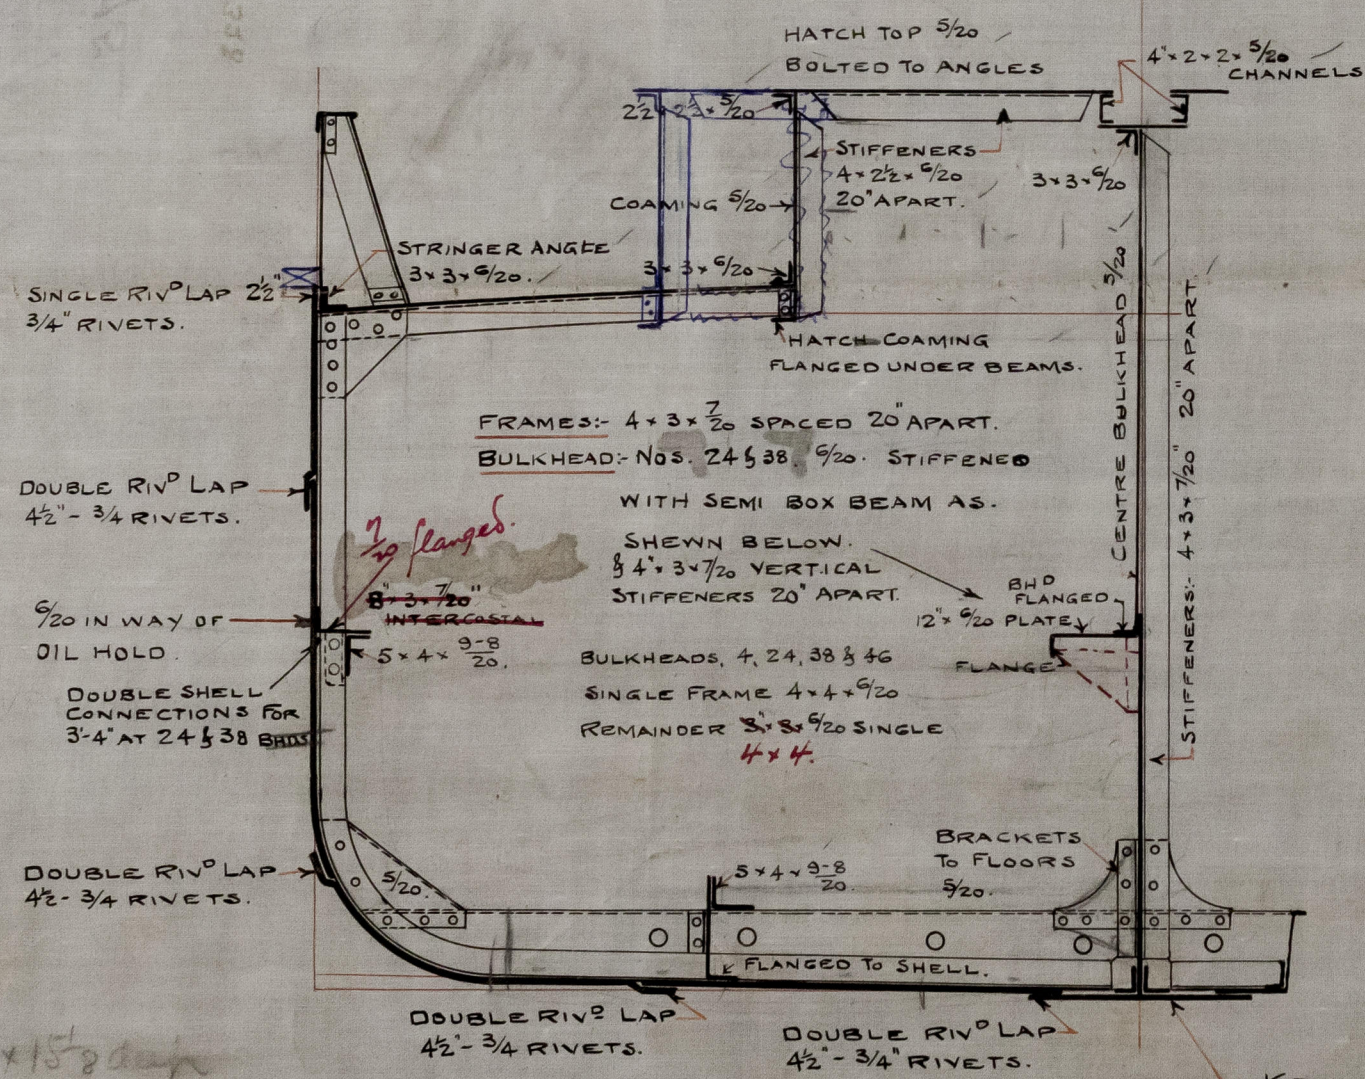 HATCH TOP 5/20
BOLTED TO ANGLES
4" × 2 × 2 × 5/20
CHANNELS
2½ × 2½ × 5/20
STIFFENERS
4 × 2½ × 6/20
20" APART.
3 × 3 × 6/20
COAMING 5/20
STRINGER ANGLE
3 × 3 × 6/20.
3 × 3 × 6/20
SINGLE RIVD LAP 2½"
3/4" RIVETS.
HATCH COAMING
FLANGED UNDER BEAMS.
CENTRE BULKHEAD 5/20
STIFFENERS:- 4 × 3 × 7/20" 20" APART.
FRAMES:- 4 × 3 × 7/20 SPACED 20" APART.
BULKHEAD:- NOS. 24 & 38. 6/20. STIFFENED
WITH SEMI BOX BEAM AS.
SHEWN BELOW.
& 4" × 3 × 7/20 VERTICAL
STIFFENERS 20" APART.
DOUBLE RIVD LAP
4½" - 3/4 RIVETS.
7/20 flanged.
8" × 3 × 7/20"
INTERCOSTAL
5 × 4 × 9-8/20.
6/20 IN WAY OF
OIL HOLD.
DOUBLE SHELL
CONNECTIONS FOR
3'-4" AT 24 & 38 BHDS
BHD
FLANGED
12" × 6/20 PLATE
FLANGE
BULKHEADS, 4, 24, 38 & 46
SINGLE FRAME 4 × 4 × 6/20
REMAINDER 3" × 3 × 6/20 SINGLE
4 × 4.
DOUBLE RIVD LAP
4½ - 3/4 RIVETS.
5/20
5 × 4 × 9-8/20
BRACKETS
TO FLOORS
5/20.
FLANGED TO SHELL.
DOUBLE RIVD LAP
4½" - 3/4 RIVETS.
DOUBLE RIVD LAP
4½" - 3/4" RIVETS.